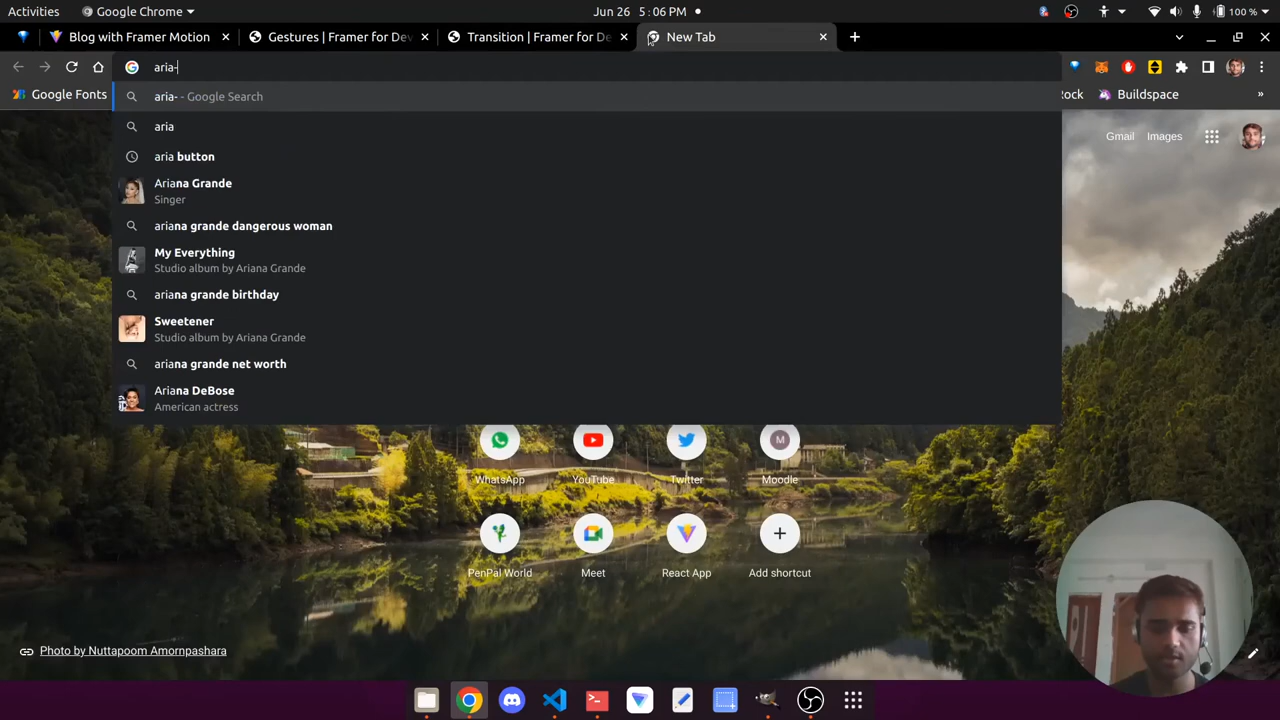 Activities Google Chrome Jun 26 5:06 PM 100 %
Blog with Framer Motion Gestures | Framer for Dev Transition | Framer for De New Tab
aria-
Google Fonts Rock Buildspace »
aria- - Google Search
aria
aria button
Gmail Images
Ariana Grande
Singer
ariana grande dangerous woman
My Everything
Studio album by Ariana Grande
ariana grande birthday
Sweetener
Studio album by Ariana Grande
ariana grande net worth
Ariana DeBose
American actress
M
WhatsApp YouTube Twitter Moodle
PenPal World Meet React App Add shortcut
Photo by Nuttapoom Amornpashara